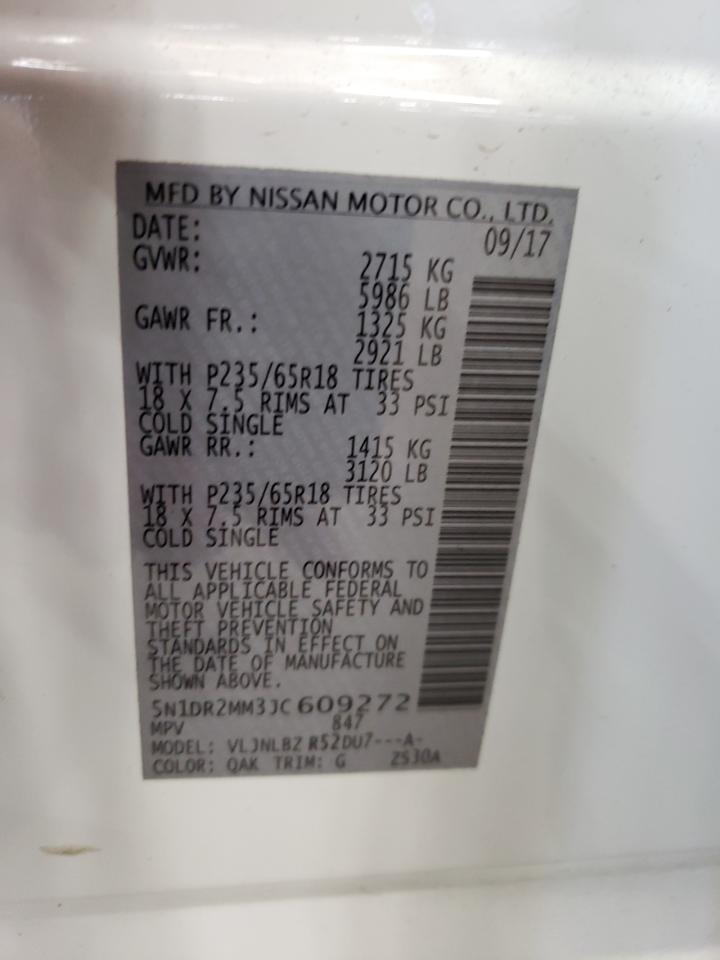 MFD BY NISSAN MOTOR CO., LTD.
DATE: 09/17
GVWR: 2715 KG
5986 LB
GAWR FR.: 1325 KG
2921 LB
WITH P235/65R18 TIRES
18 X 7.5 RIMS AT 33 PSI
COLD SINGLE
GAWR RR.: 1415 KG
3120 LB
WITH P235/65R18 TIRES
18 X 7.5 RIMS AT 33 PSI
COLD SINGLE
THIS VEHICLE CONFORMS TO
ALL APPLICABLE FEDERAL
MOTOR VEHICLE SAFETY AND
THEFT PREVENTION
STANDARDS IN EFFECT ON
THE DATE OF MANUFACTURE
SHOWN ABOVE.
5N1DR2MM3JC609272
MPV 847
MODEL: VLJNLBZ R52DU7---A-
COLOR: QAK TRIM: G ZS30A